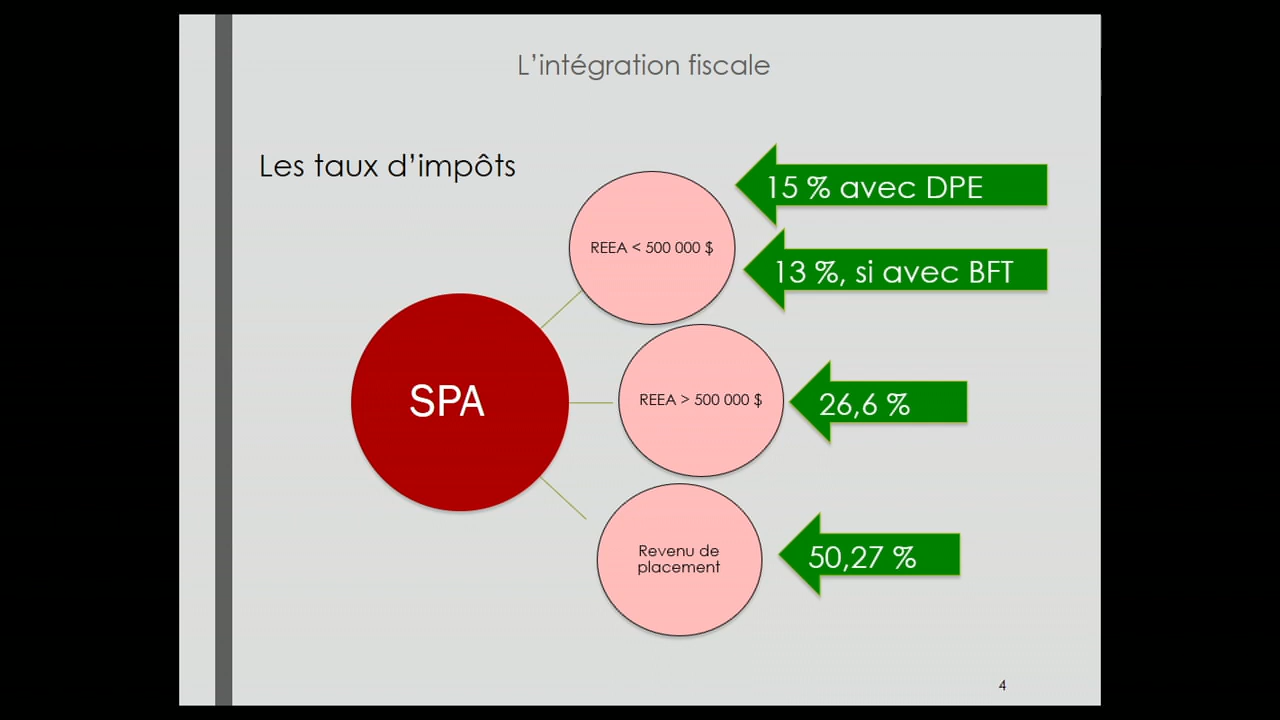 L'intégration fiscale
Les taux d'impôts
15 % avec DPE
REEA < 500 000 $
13 %, si avec BFT
SPA
REEA > 500 000 $
26,6 %
Revenu de
placement
50,27 %
4